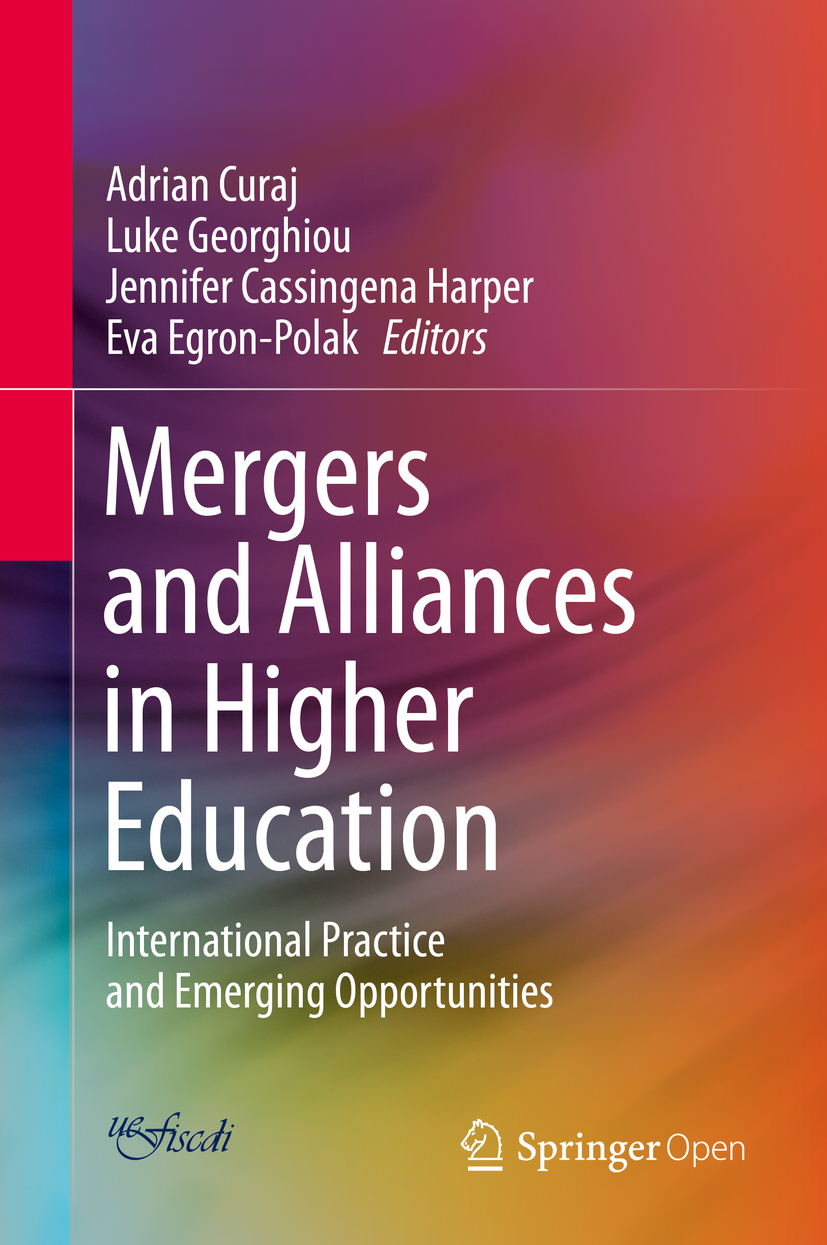 Adrian Curaj
Luke Georghiou
Jennifer Cassingena Harper
Eva Egron-Polak Editors
Mergers
and Alliances
in Higher
Education
International Practice
and Emerging Opportunities
uefiscdi
Springer Open